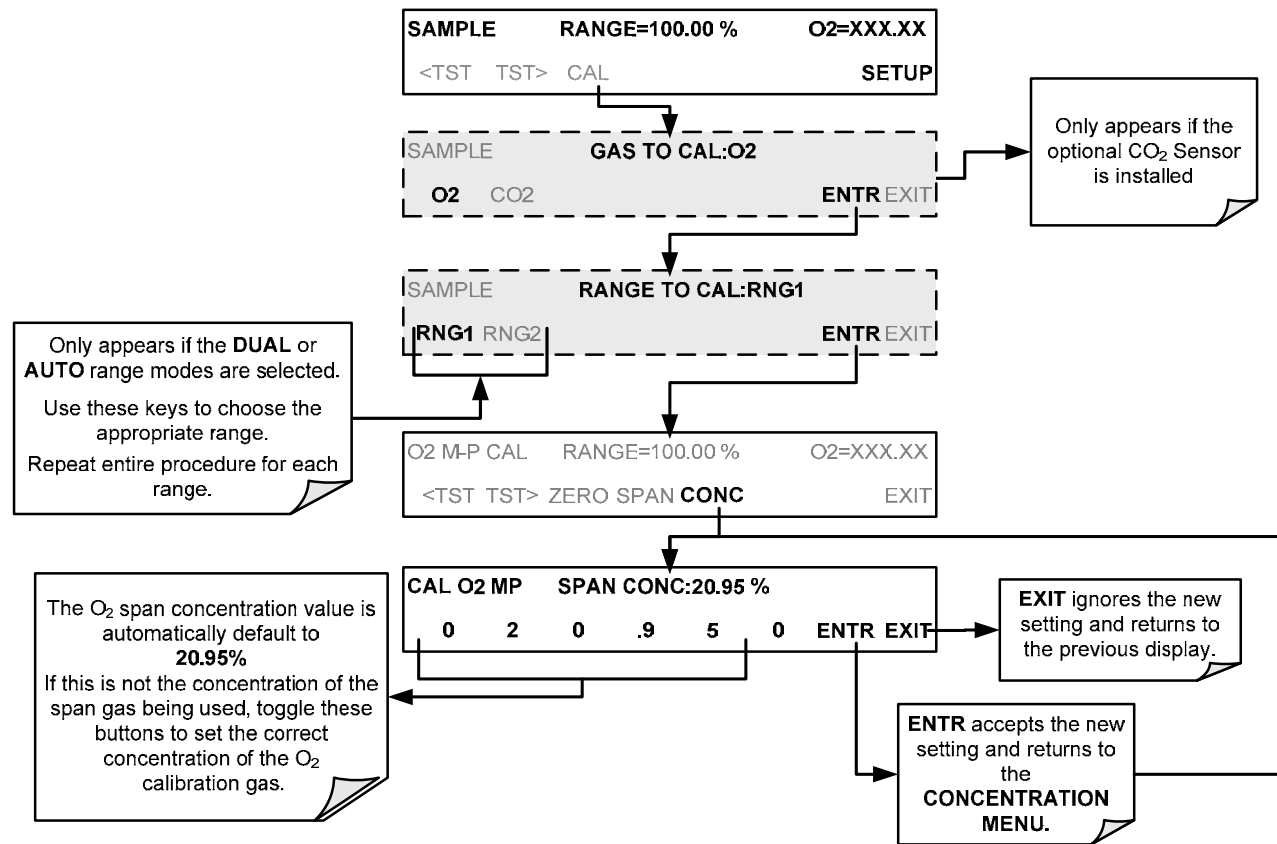 SAMPLE RANGE=100.00 % O2=XXX.XX
<TST TST> CAL SETUP
SAMPLE GAS TO CAL:O2
O2 CO2 ENTR EXIT
Only appears if the
optional CO₂ Sensor
is installed
SAMPLE RANGE TO CAL:RNG1
RNG1 RNG2 ENTR EXIT
Only appears if the DUAL or
AUTO range modes are selected.
Use these keys to choose the
appropriate range.
Repeat entire procedure for each
range.
O2 M-P CAL RANGE=100.00 % O2=XXX.XX
<TST TST> ZERO SPAN CONC EXIT
CAL O2 MP SPAN CONC:20.95 %
0 2 0 .9 5 0 ENTR EXIT
The O₂ span concentration value is
automatically default to
20.95%
If this is not the concentration of the
span gas being used, toggle these
buttons to set the correct
concentration of the O₂
calibration gas.
EXIT ignores the new
setting and returns to
the previous display.
ENTR accepts the new
setting and returns to
the
CONCENTRATION
MENU.